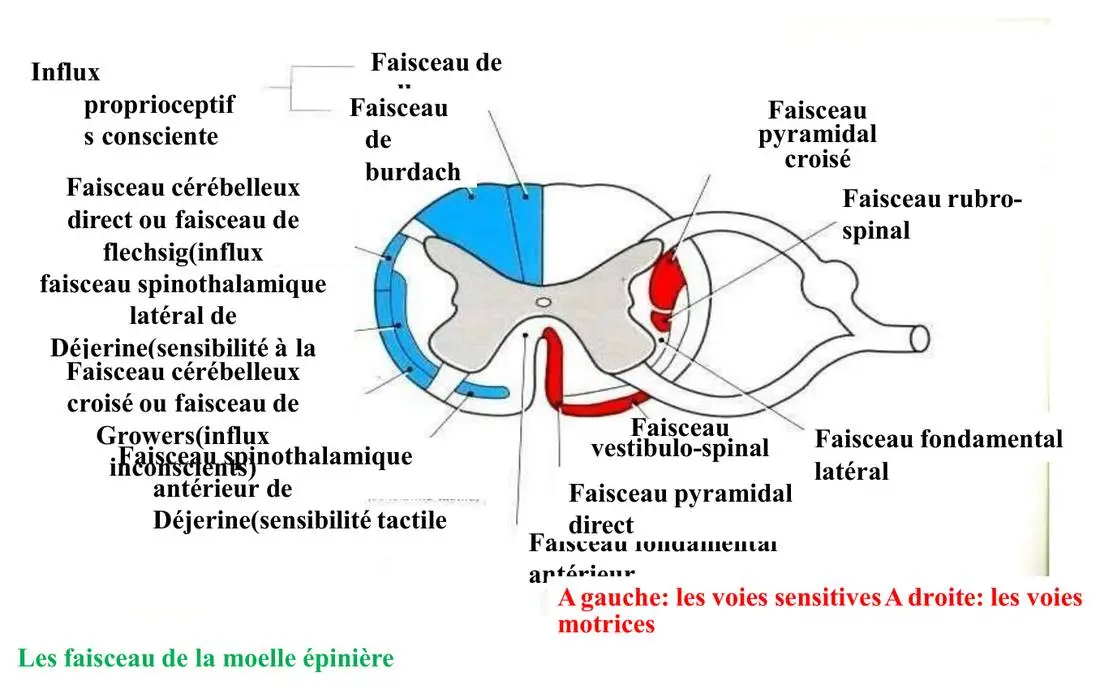 Influx
proprioceptif
s consciente
Faisceau de
Faisceau
de
burdach
Faisceau cérébelleux
direct ou faisceau de
flechsig(influx
faisceau spinothalamique
latéral de
Déjerine(sensibilité à la
Faisceau cérébelleux
croisé ou faisceau de
Growers(influx
inconscients)
Faisceau spinothalamique
antérieur de
Déjerine(sensibilité tactile
Faisceau
pyramidal
croisé
Faisceau rubro-
spinal
Faisceau
vestibulo-spinal
Faisceau fondamental
latéral
Faisceau pyramidal
direct
Faisceau fondamental
antérieur
A gauche: les voies sensitives A droite: les voies
motrices
Les faisceau de la moelle épinière